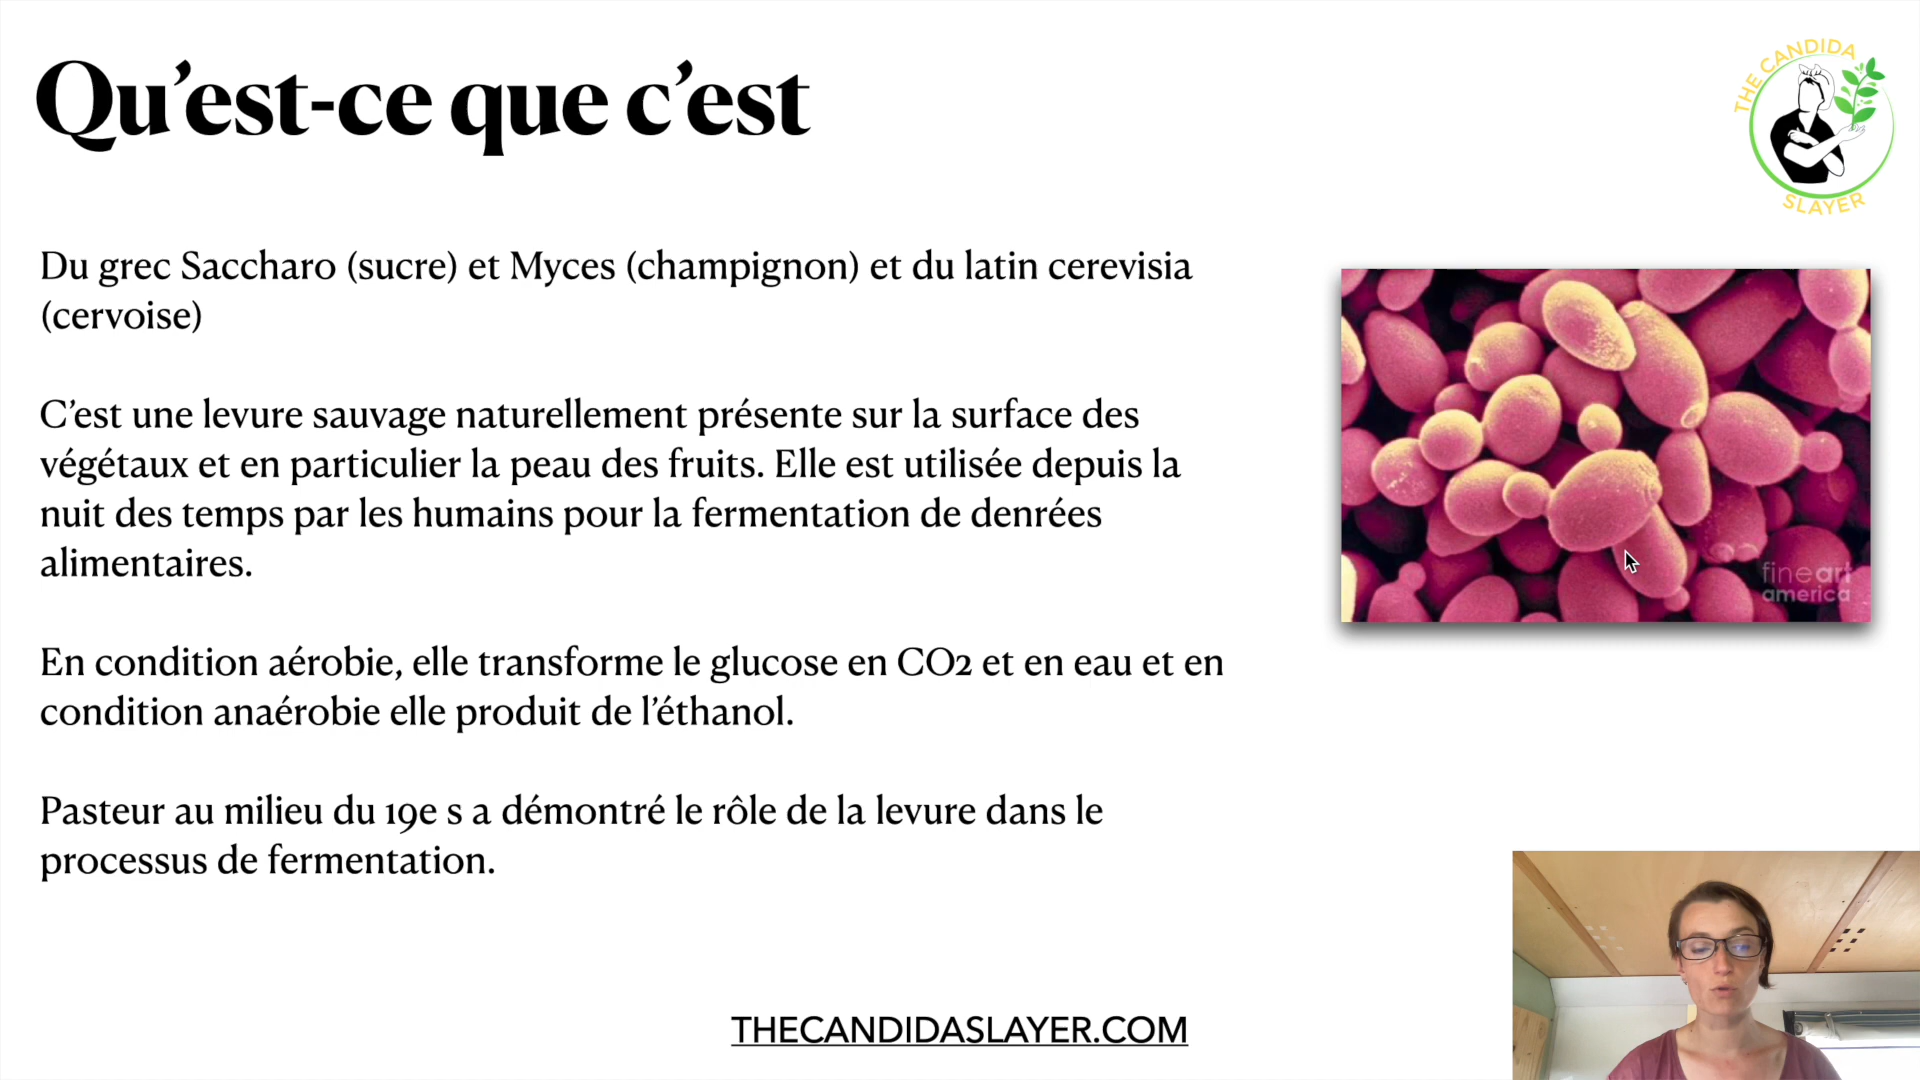 Qu’est-ce que c’est
THE CANDIDA
SLAYER
Du grec Saccharo (sucre) et Myces (champignon) et du latin cerevisia
(cervoise)
C’est une levure sauvage naturellement présente sur la surface des
végétaux et en particulier la peau des fruits. Elle est utilisée depuis la
nuit des temps par les humains pour la fermentation de denrées
alimentaires.
En condition aérobie, elle transforme le glucose en CO2 et en eau et en
condition anaérobie elle produit de l’éthanol.
Pasteur au milieu du 19e s a démontré le rôle de la levure dans le
processus de fermentation.
fine art
america
THECANDIDASLAYER.COM